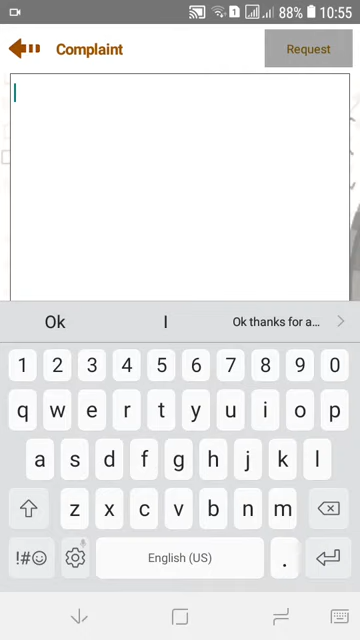 1 88% 10:55
Complaint Request
Ok I Ok thanks for a...
1 2 3 4 5 6 7 8 9 0
q w e r t y u i o p
a s d f g h j k l
z x c v b n m
!#☺ English (US) .